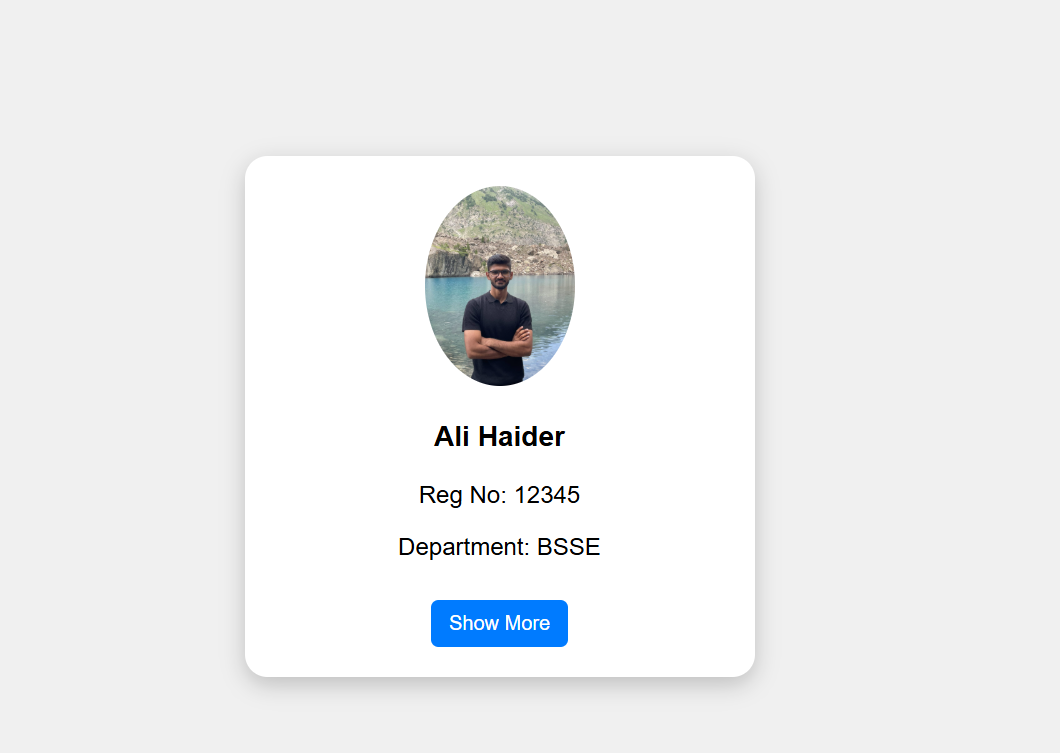 Ali Haider
Reg No: 12345
Department: BSSE
Show More